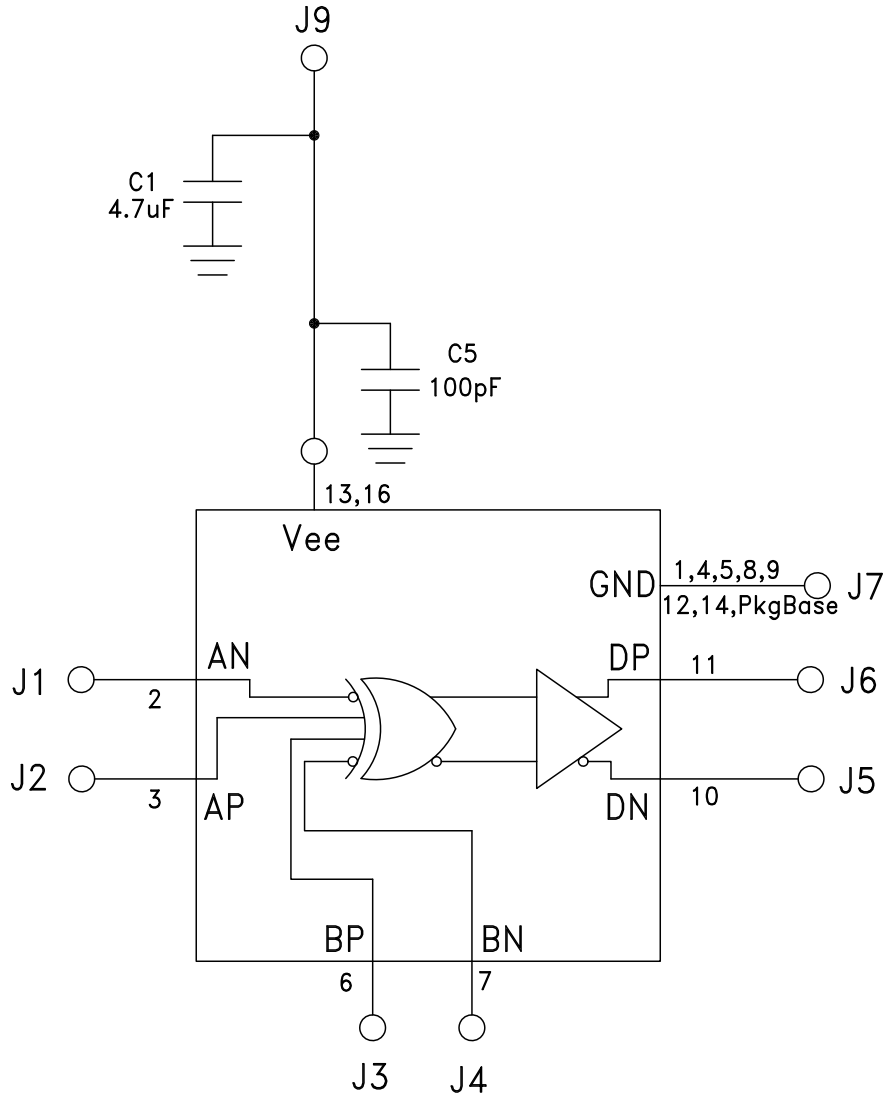 J9
C1
4.7uF
C5
100pF
13,16
Vee
GND
1,4,5,8,9
J7
12,14,PkgBase
AN
DP
11
J1
2
J6
J2
3
AP
DN
10
J5
BP
BN
6
7
J3
J4